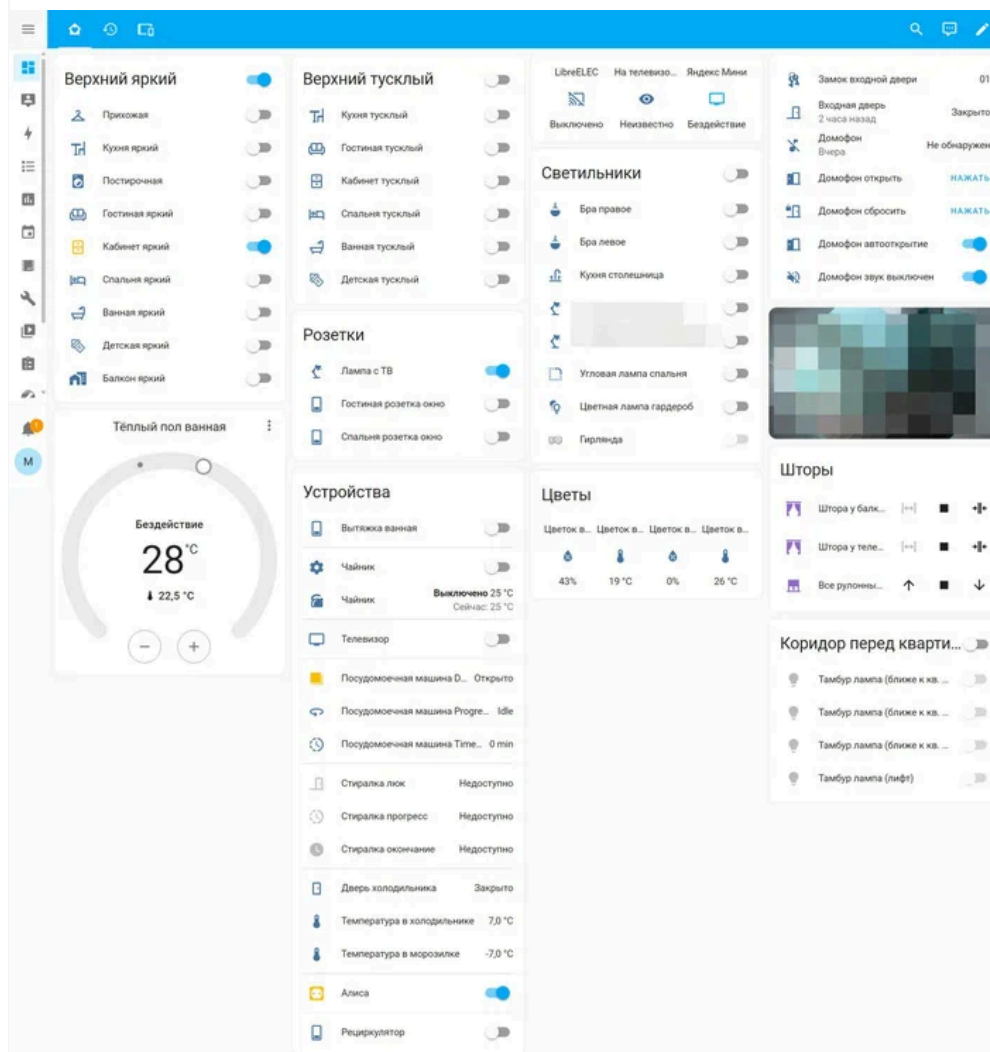 Верхний яркий
Прихожая
Кухня яркий
Постирочная
Гостиная яркий
Кабинет яркий
Спальня яркий
Ванная яркий
Детская яркий
Балкон яркий
1
М
Тёплый пол ванная
Бездействие
28 °C
22,5 °C
Верхний тусклый
Кухня тусклый
Гостиная тусклый
Кабинет тусклый
Спальня тусклый
Ванная тусклый
Детская тусклый
Розетки
Лампа с ТВ
Гостиная розетка окно
Спальня розетка окно
Устройства
Вытяжка ванная
Чайник
Чайник Выключено 25 °C
Сейчас: 25 °C
Телевизор
Посудомоечная машина D... Открыто
Посудомоечная машина Progre... Idle
Посудомоечная машина Time... 0 min
Стиралка люк Недоступно
Стиралка прогресс Недоступно
Стиралка окончание Недоступно
Дверь холодильника Закрыто
Температура в холодильнике 7,0 °C
Температура в морозилке -7,0 °C
Алиса
Рециркулятор
LibreELEC На телевизо... Яндекс Мини
Выключено Неизвестно Бездействие
Светильники
Бра правое
Бра левое
Кухня столешница
Угловая лампа спальня
Цветная лампа гардероб
Гирлянда
Цветы
Цветок в... Цветок в... Цветок в... Цветок в...
43% 19 °C 0% 26 °C
Замок входной двери 01
Входная дверь Закрыто
2 часа назад
Домофон Не обнаружен
Вчера
Домофон открыть НАЖАТЬ
Домофон сбросить НАЖАТЬ
Домофон автооткрытие
Домофон звук выключен
Шторы
Штора у балк...
Штора у теле...
Все рулонны...
Коридор перед кварти...
Тамбур лампа (ближе к кв. ...
Тамбур лампа (ближе к кв. ...
Тамбур лампа (ближе к кв. ...
Тамбур лампа (лифт)